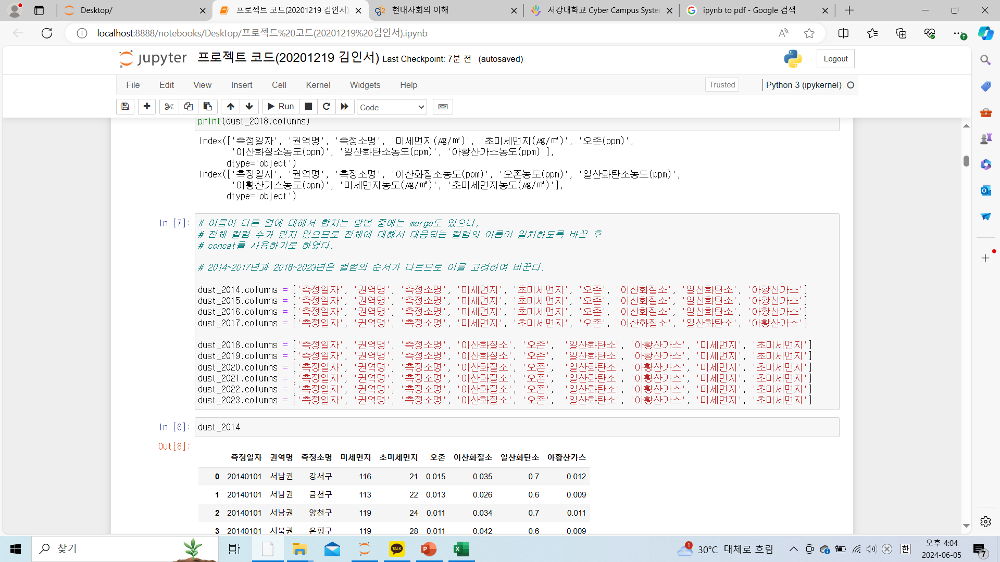 Desktop/
프로젝트 코드(20201219 김인서)
현대사회의 이해
서강대학교 Cyber Campus Syster
ipynb to pdf - Google 검색
localhost:8888/notebooks/Desktop/프로젝트%20코드(20201219%20김인서).ipynb
jupyter 프로젝트 코드(20201219 김인서) Last Checkpoint: 7분 전 (autosaved)
Logout
File Edit View Insert Cell Kernel Widgets Help
Trusted
Python 3 (ipykernel)
Run
Code
print(dust_2018.columns)
Index(['측정일자', '권역명', '측정소명', '미세먼지(㎍/㎥)', '초미세먼지(㎍/㎥)', '오존(ppm)',
'이산화질소농도(ppm)', '일산화탄소농도(ppm)', '아황산가스농도(ppm)'],
dtype='object')
Index(['측정일시', '권역명', '측정소명', '이산화질소농도(ppm)', '오존농도(ppm)', '일산화탄소농도(ppm)',
'아황산가스농도(ppm)', '미세먼지농도(㎍/㎥)', '초미세먼지농도(㎍/㎥)'],
dtype='object')
In [7]:
# 이름이 다른 열에 대해서 합치는 방법 중에는 merge도 있으나,
# 전체 컬럼 수가 많지 않으므로 전체에 대해서 대응되는 컬럼의 이름이 일치하도록 바꾼 후
# concat를 사용하기로 하였다.
# 2014~2017년과 2018~2023년은 컬럼의 순서가 다르므로 이를 고려하여 바꾼다.
dust_2014.columns = ['측정일자', '권역명', '측정소명', '미세먼지', '초미세먼지', '오존', '이산화질소', '일산화탄소', '아황산가스']
dust_2015.columns = ['측정일자', '권역명', '측정소명', '미세먼지', '초미세먼지', '오존', '이산화질소', '일산화탄소', '아황산가스']
dust_2016.columns = ['측정일자', '권역명', '측정소명', '미세먼지', '초미세먼지', '오존', '이산화질소', '일산화탄소', '아황산가스']
dust_2017.columns = ['측정일자', '권역명', '측정소명', '미세먼지', '초미세먼지', '오존', '이산화질소', '일산화탄소', '아황산가스']
dust_2018.columns = ['측정일자', '권역명', '측정소명', '이산화질소', '오존', '일산화탄소', '아황산가스', '미세먼지', '초미세먼지']
dust_2019.columns = ['측정일자', '권역명', '측정소명', '이산화질소', '오존', '일산화탄소', '아황산가스', '미세먼지', '초미세먼지']
dust_2020.columns = ['측정일자', '권역명', '측정소명', '이산화질소', '오존', '일산화탄소', '아황산가스', '미세먼지', '초미세먼지']
dust_2021.columns = ['측정일자', '권역명', '측정소명', '이산화질소', '오존', '일산화탄소', '아황산가스', '미세먼지', '초미세먼지']
dust_2022.columns = ['측정일자', '권역명', '측정소명', '이산화질소', '오존', '일산화탄소', '아황산가스', '미세먼지', '초미세먼지']
dust_2023.columns = ['측정일자', '권역명', '측정소명', '이산화질소', '오존', '일산화탄소', '아황산가스', '미세먼지', '초미세먼지']
In [8]: dust_2014
Out[8]:
측정일자 권역명 측정소명 미세먼지 초미세먼지 오존 이산화질소 일산화탄소 아황산가스
0 20140101 서남권 강서구 116 21 0.015 0.035 0.7 0.012
1 20140101 서남권 금천구 113 22 0.013 0.026 0.6 0.009
2 20140101 서남권 양천구 119 24 0.011 0.034 0.7 0.011
3 20140101 서북권 은평구 119 28 0.011 0.042 0.6 0.009
찾기
TALK
1
30°C 대체로 흐림
한
오후 4:04
2024-06-05
7